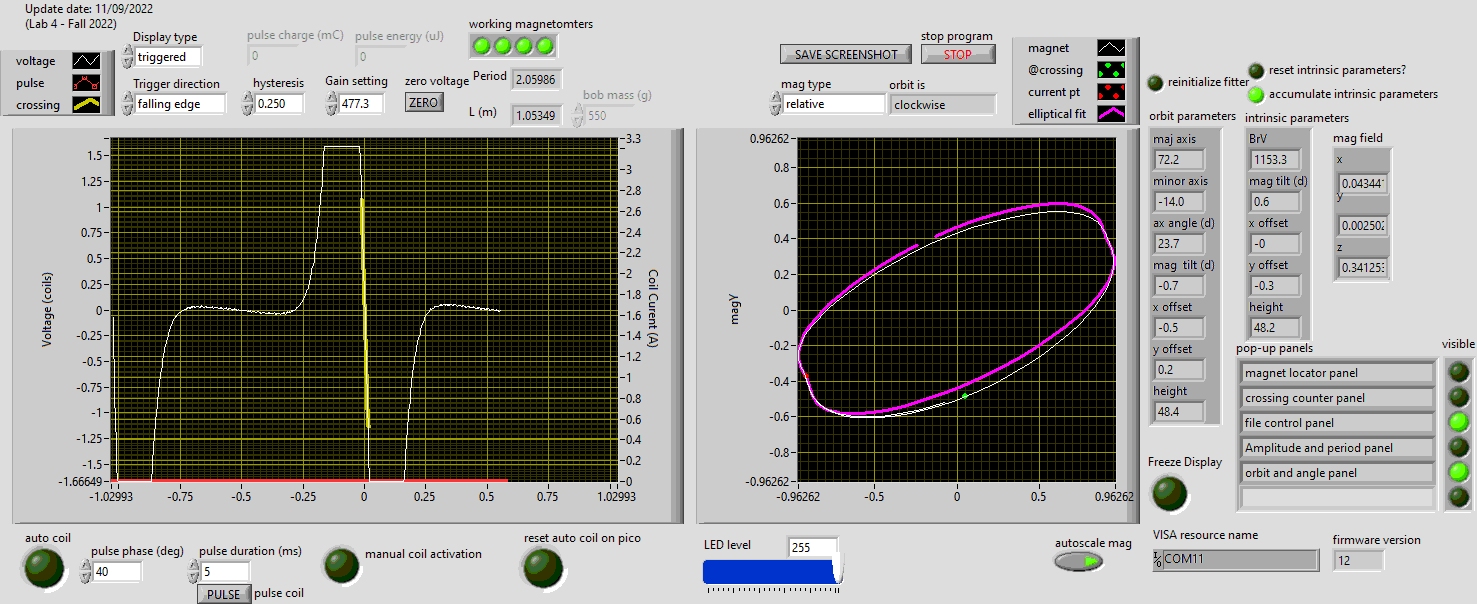 Update date: 11/09/2022
(Lab 4 - Fall 2022)
voltage
pulse
crossing
Display type
triggered
Trigger direction
falling edge
pulse charge (mC)
0
pulse energy (uJ)
0
hysteresis
0.250
Gain setting
477.3
zero voltage
ZERO
working magnetomters
Period
2.05986
L (m)
1.05349
bob mass (g)
550
SAVE SCREENSHOT
stop program
STOP
mag type
relative
orbit is
clockwise
magnet
@crossing
current pt
elliptical fit
reinitialize fitter
reset intrinsic parameters?
accumulate intrinsic parameters
orbit parameters
maj axis
72.2
minor axis
-14.0
ax angle (d)
23.7
mag tilt (d)
-0.7
x offset
-0.5
y offset
0.2
height
48.4
intrinsic parameters
BrV
1153.3
mag tilt (d)
0.6
x offset
-0
y offset
-0.3
height
48.2
mag field
x
0.04344
y
0.002502
z
0.341253
Voltage (coils)
1.5
1.25
1
0.75
0.5
0.25
0
-0.25
-0.5
-0.75
-1
-1.25
-1.5
-1.66649
-1.02993
-0.75
-0.5
-0.25
0
0.25
0.5
0.75
1.02993
3.3
3
2.8
2.6
2.4
2.2
2
1.8
1.6
1.4
1.2
1
0.8
0.6
0.4
0.2
0
Coil Curent (A)
magY
0.96262
0.8
0.6
0.4
0.2
0
-0.2
-0.4
-0.6
-0.8
-0.96262
-0.96262
-0.5
0
0.5
0.96262
pop-up panels
visible
magnet locator panel
crossing counter panel
file control panel
Amplitude and period panel
orbit and angle panel
Freeze Display
auto coil
pulse phase (deg)
40
pulse duration (ms)
5
PULSE
pulse coil
manual coil activation
reset auto coil on pico
LED level
255
autoscale mag
VISA resource name
COM11
firmware version
12